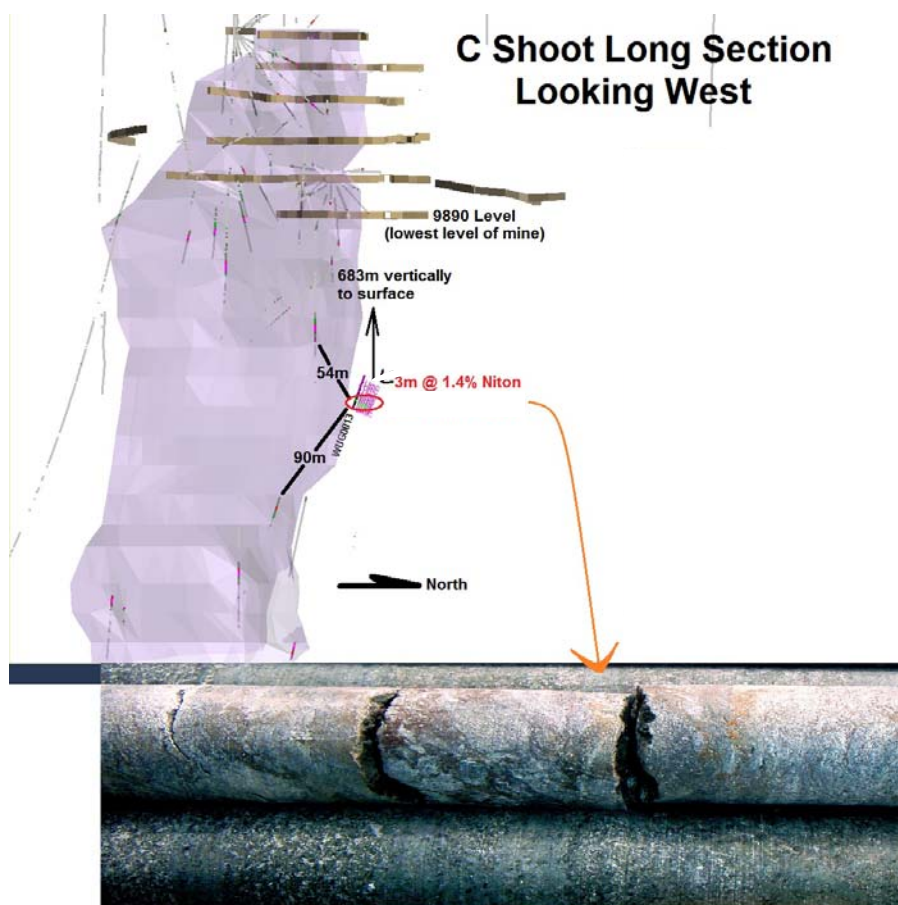 C Shoot Long Section
Looking West
9890 Level
(lowest level of mine)
683m vertically
to surface
54m
3m @ 1.4% Niton
WUG0013
90m
North